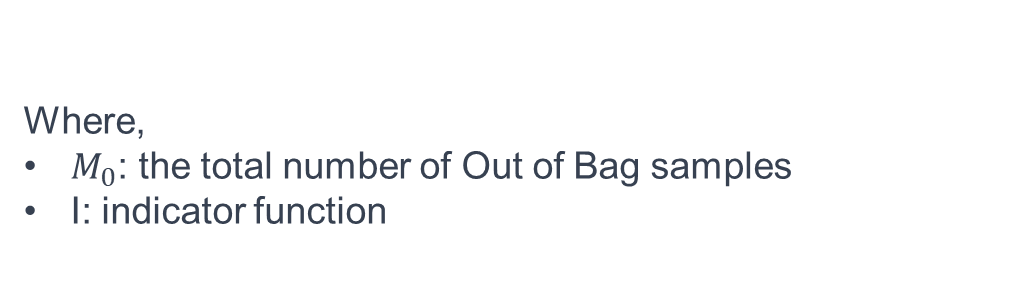 Where,
• M₀: the total number of Out of Bag samples
• I: indicator function